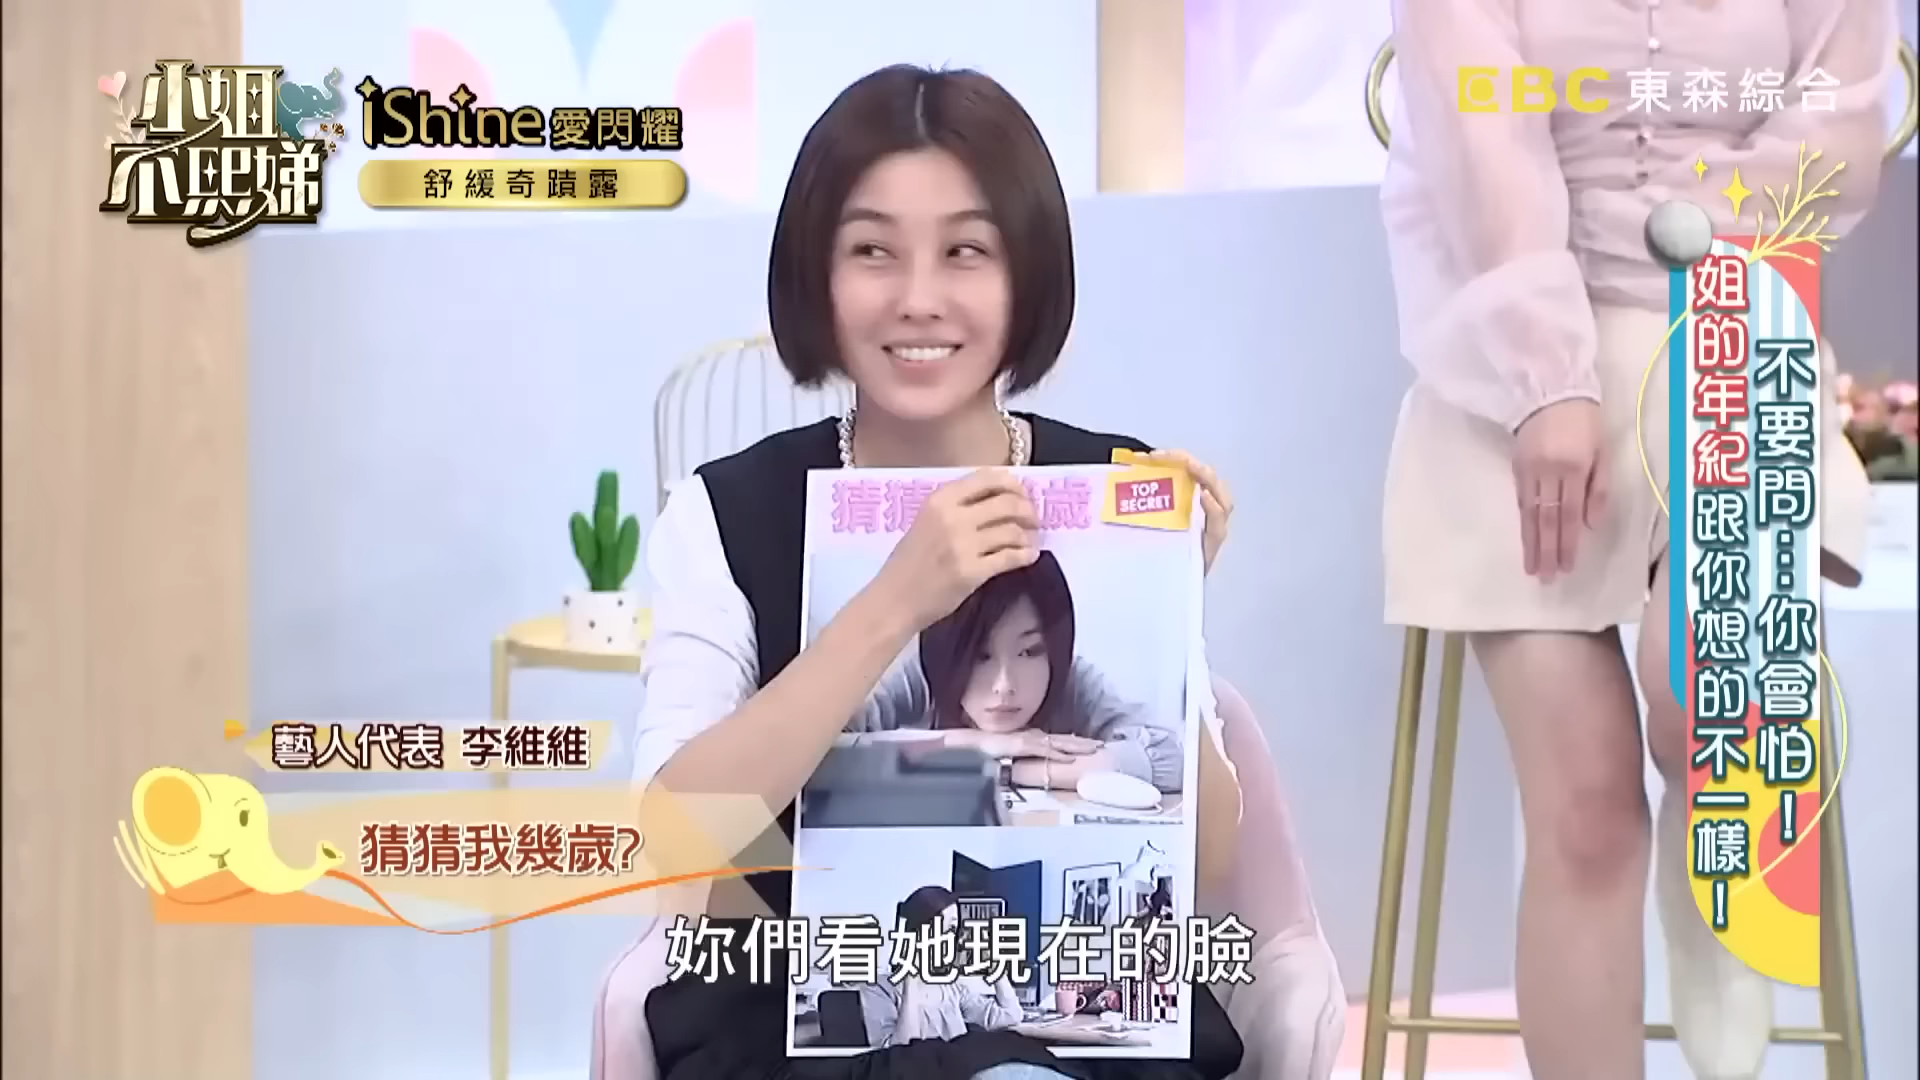 小姐
不熙娣
iShine愛閃耀
舒緩奇蹟露
EBC 東森綜合
不要問…你會怕！
姐的年紀跟你想的不一樣！
猜猜 歲
TOP
SECRET
藝人代表 李維維
猜猜我幾歲?
妳們看她現在的臉